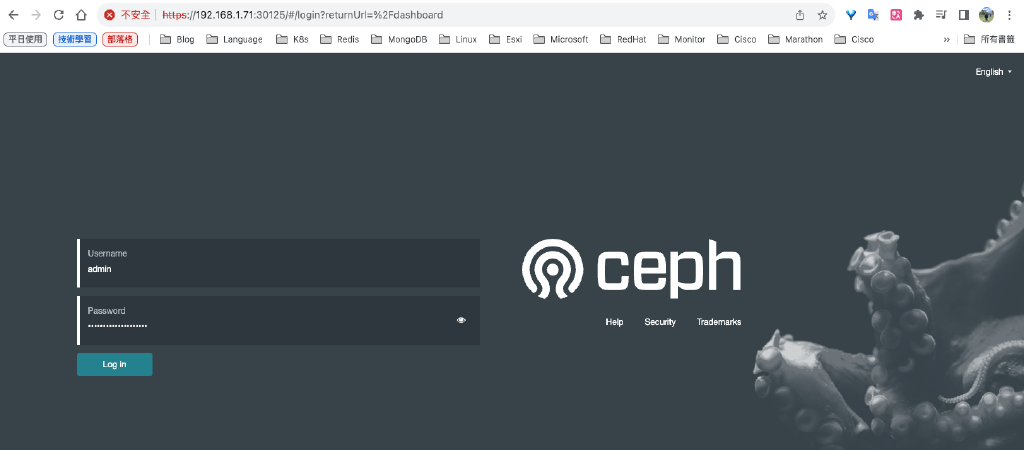 不安全 https://192.168.1.71:30125/#/login?returnUrl=%2Fdashboard
平日使用 技術學習 部落格 Blog Language K8s Redis MongoDB Linux Esxi Microsoft RedHat Monitor Cisco Marathon Cisco » 所有書籤
English
Username
admin
Password
ceph
Help Security Trademarks
Log in